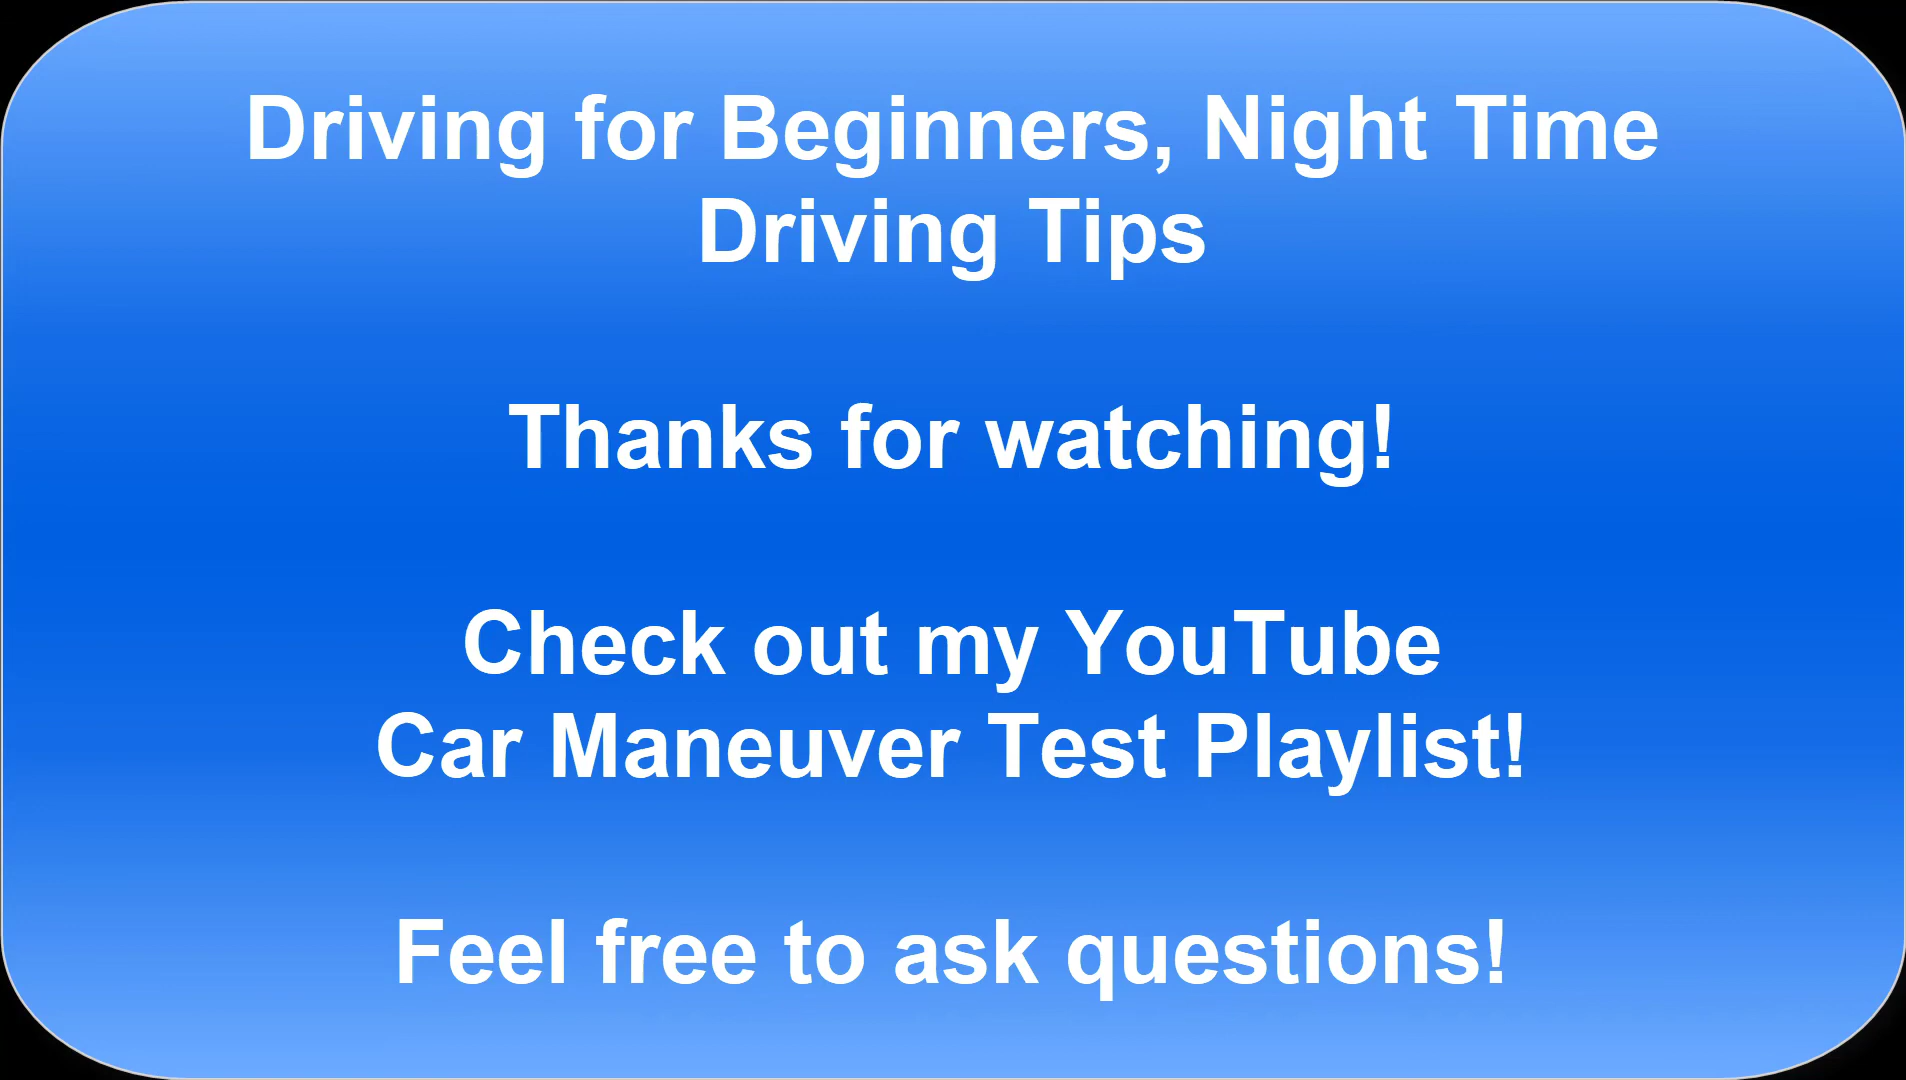 Driving for Beginners, Night Time
Driving Tips
Thanks for watching!
Check out my YouTube
Car Maneuver Test Playlist!
Feel free to ask questions!